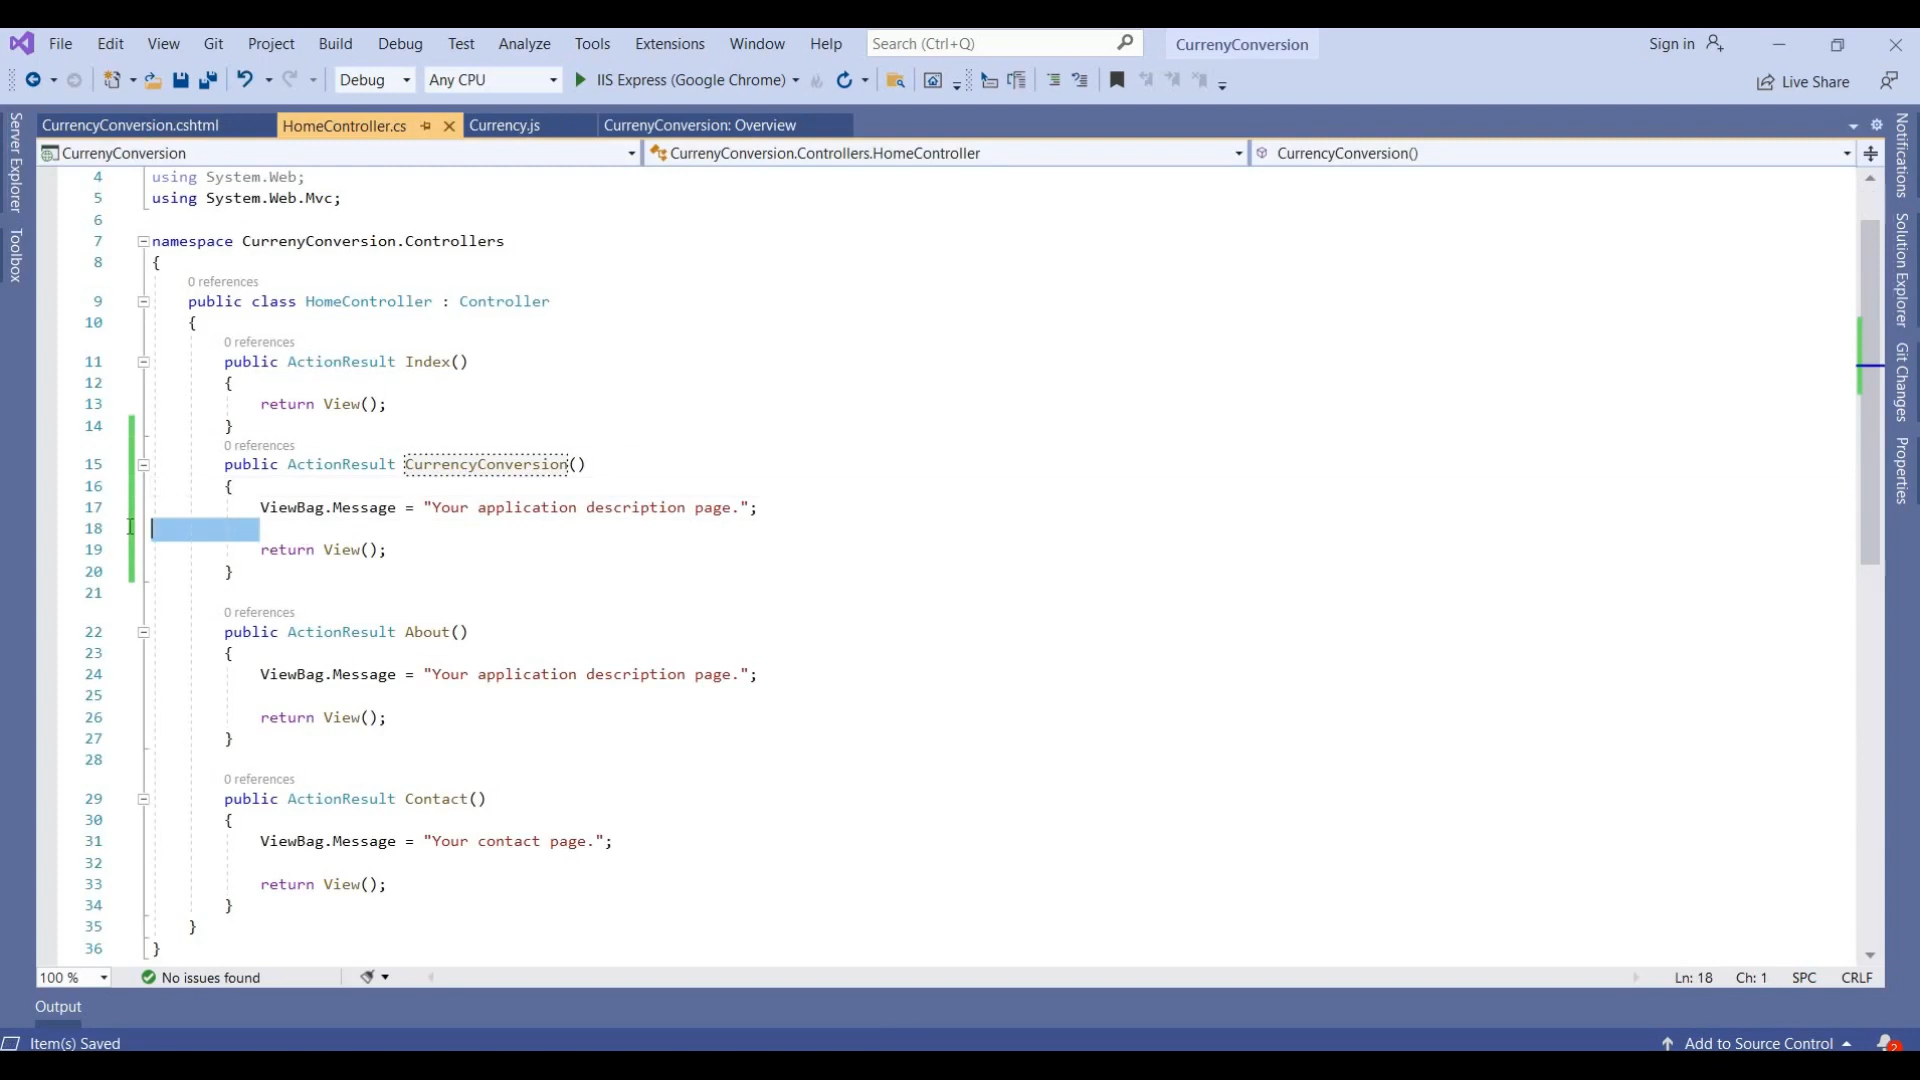 File Edit View Git Project Build Debug Test Analyze Tools Extensions Window Help Search (Ctrl+Q) CurrenyConversion Sign in
Debug Any CPU IIS Express (Google Chrome) Live Share
Server Explorer
Toolbox
CurrencyConversion.cshtml HomeController.cs Currency.js CurrenyConversion: Overview
CurrenyConversion CurrenyConversion.Controllers.HomeController CurrencyConversion()
4 using System.Web;
5 using System.Web.Mvc;
6
7 namespace CurrenyConversion.Controllers
8 {
0 references
9 public class HomeController : Controller
10 {
0 references
11 public ActionResult Index()
12 {
13 return View();
14 }
0 references
15 public ActionResult CurrencyConversion()
16 {
17 ViewBag.Message = "Your application description page.";
18
19 return View();
20 }
21
0 references
22 public ActionResult About()
23 {
24 ViewBag.Message = "Your application description page.";
25
26 return View();
27 }
28
0 references
29 public ActionResult Contact()
30 {
31 ViewBag.Message = "Your contact page.";
32
33 return View();
34 }
35 }
36 }
Notifications
Solution Explorer
Git Changes
Properties
100 % No issues found Ln: 18 Ch: 1 SPC CRLF
Output
Item(s) Saved Add to Source Control 2